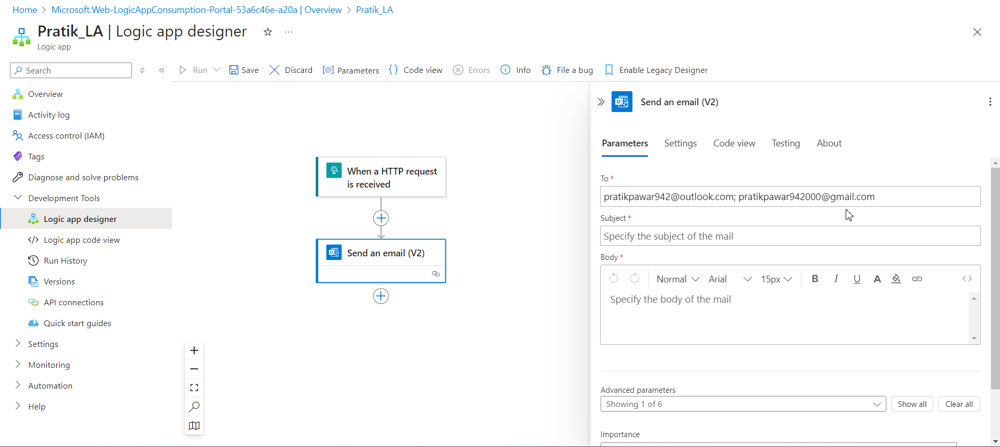 Home > Microsoft.Web-LogicAppConsumption-Portal-53a6c46e-a20a | Overview > Pratik_LA
Pratik_LA | Logic app designer
Logic app
Search
Run
Save
Discard
Parameters
Code view
Errors
Info
File a bug
Enable Legacy Designer
Overview
Activity log
Access control (IAM)
Tags
Diagnose and solve problems
Development Tools
Logic app designer
Logic app code view
Run History
Versions
API connections
Quick start guides
Settings
Monitoring
Automation
Help
When a HTTP request
is received
Send an email (V2)
Send an email (V2)
Parameters
Settings
Code view
Testing
About
To *
pratikpawar942@outlook.com; pratikpawar942000@gmail.com
Subject *
Specify the subject of the mail
Body *
Normal
Arial
15px
B
I
U
A
Specify the body of the mail
Advanced parameters
Showing 1 of 6
Show all
Clear all
Importance